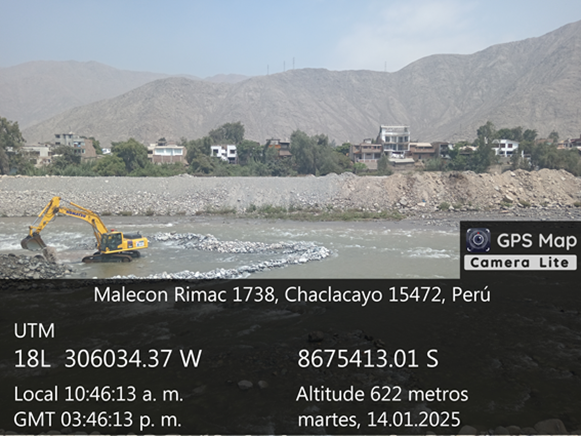 GPS Map
Camera Lite
Malecon Rimac 1738, Chaclacayo 15472, Perú
UTM
18L 306034.37 W 8675413.01 S
Local 10:46:13 a. m. Altitude 622 metros
GMT 03:46:13 p. m. martes, 14.01.2025